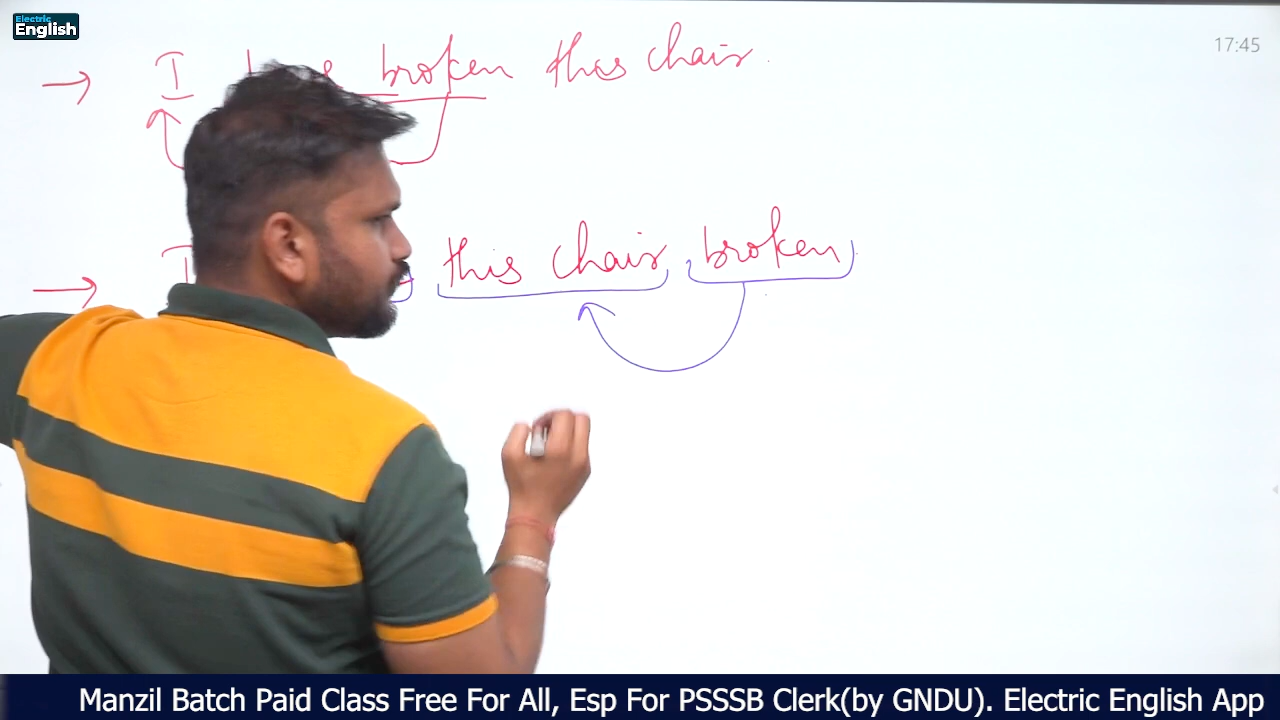 Electric
English
17:45
→ I broken this chair.
→ I this chair broken
Manzil Batch Paid Class Free For All, Esp For PSSSB Clerk(by GNDU). Electric English App